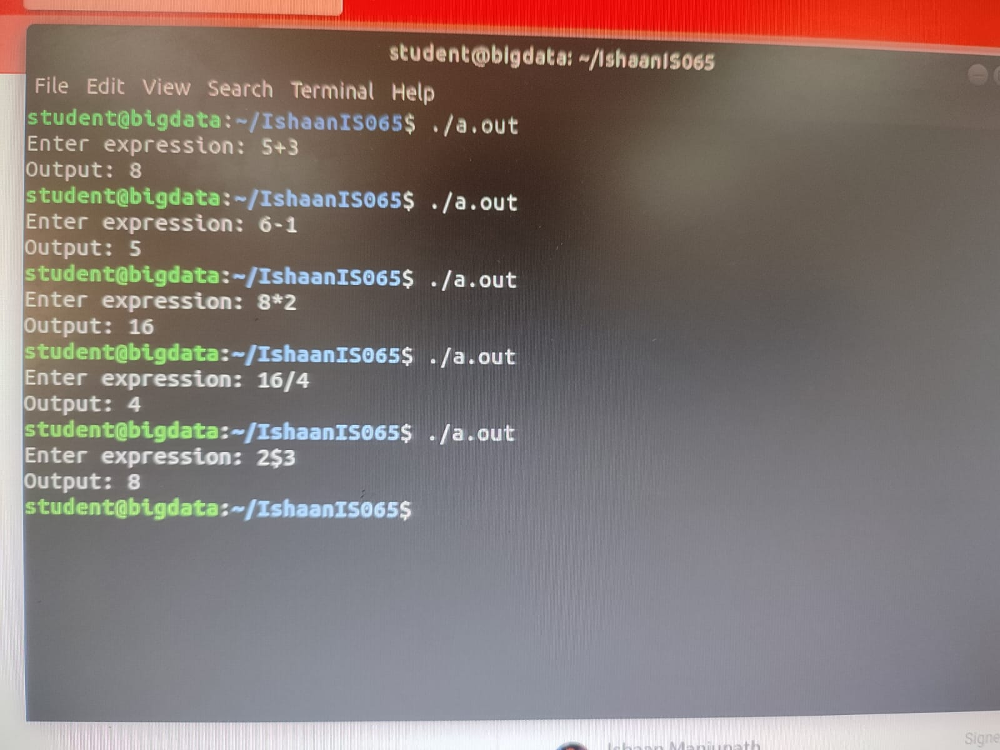 student@bigdata: ~/IshaanIS065
File Edit View Search Terminal Help
student@bigdata:~/IshaanIS065$ ./a.out
Enter expression: 5+3
Output: 8
student@bigdata:~/IshaanIS065$ ./a.out
Enter expression: 6-1
Output: 5
student@bigdata:~/IshaanIS065$ ./a.out
Enter expression: 8*2
Output: 16
student@bigdata:~/IshaanIS065$ ./a.out
Enter expression: 16/4
Output: 4
student@bigdata:~/IshaanIS065$ ./a.out
Enter expression: 2$3
Output: 8
student@bigdata:~/IshaanIS065$
Ishaan Manjunath
Signe